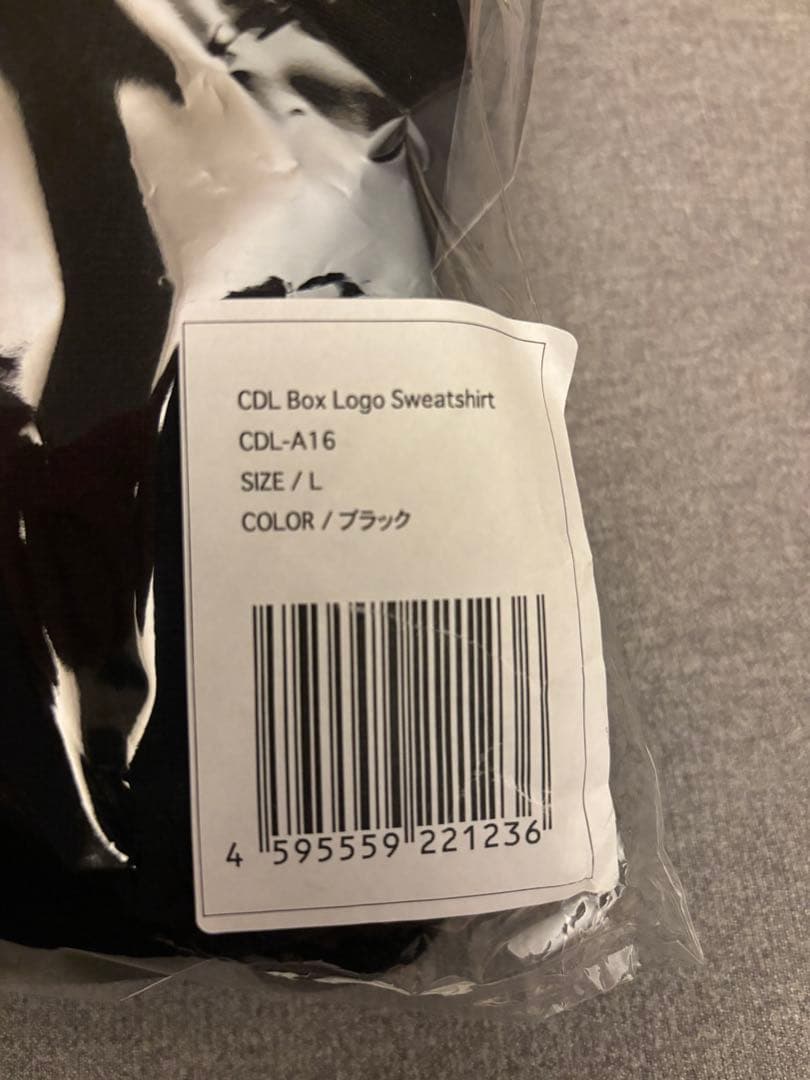 CDL Box Logo Sweatshirt
CDL-A16
SIZE / L
COLOR / ブラック
4 595559 221236